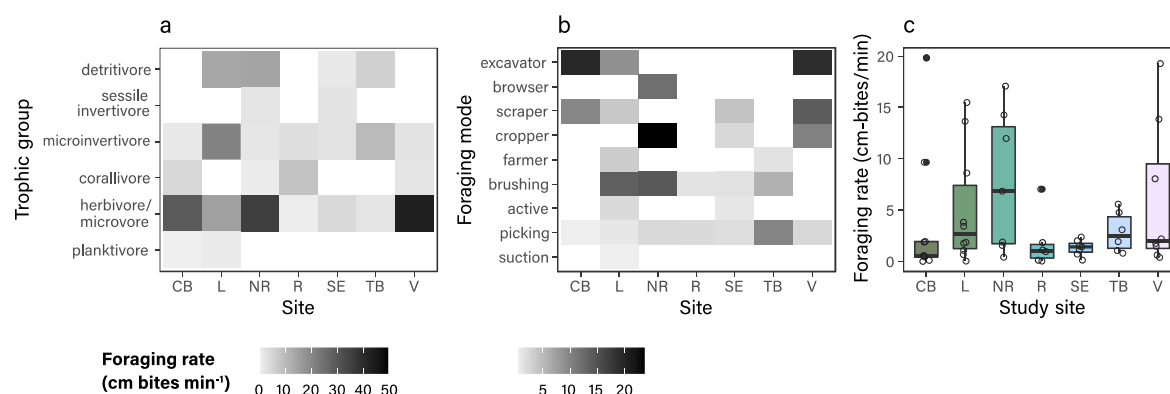 a
b
c
Trophic group
detritivore
sessile
invertivore
microinvertivore
corallivore
herbivore/
microvore
planktivore
CB L NR R SE TB V
Site
Foraging mode
excavator
browser
scraper
cropper
farmer
brushing
active
picking
suction
CB L NR R SE TB V
Site
Foraging rate (cm-bites/min)
20
15
10
5
0
CB L NR R SE TB V
Study site
Foraging rate
(cm bites min⁻¹)
0 10 20 30 40 50
5 10 15 20